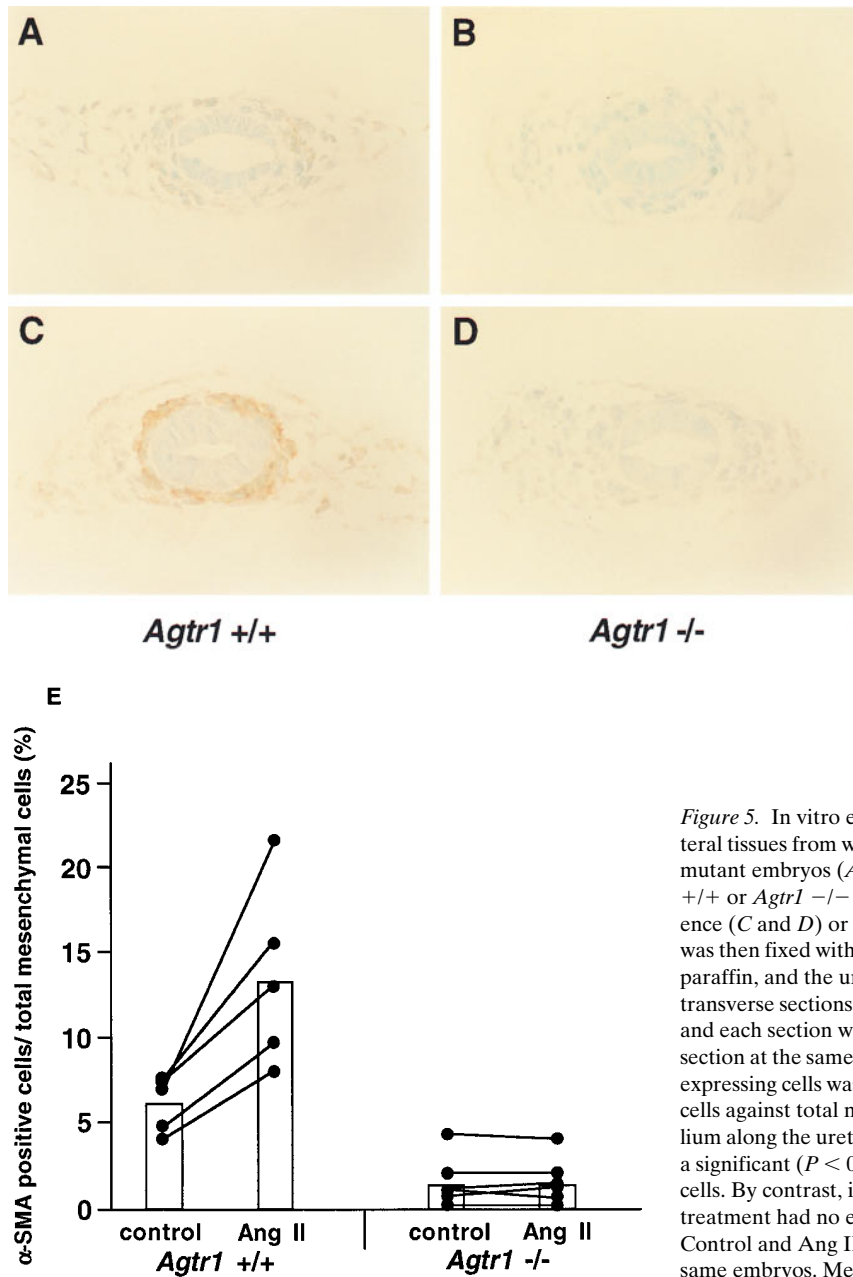 A
B
C
D
Agtr1 +/+
Agtr1 -/-
E
α-SMA positive cells/ total mesenchymal cells (%)
25
20
15
10
5
0
control Ang II control Ang II
Agtr1 +/+ Agtr1 -/-
Figure 5. In vitro e
teral tissues from w
mutant embryos (A
+/+ or Agtr1 −/−
ence (C and D) or
was then fixed with
paraffin, and the ur
transverse sections
and each section w
section at the same
expressing cells wa
cells against total m
lium along the uret
a significant (P < 0
cells. By contrast, i
treatment had no e
Control and Ang II
same embryos. Me